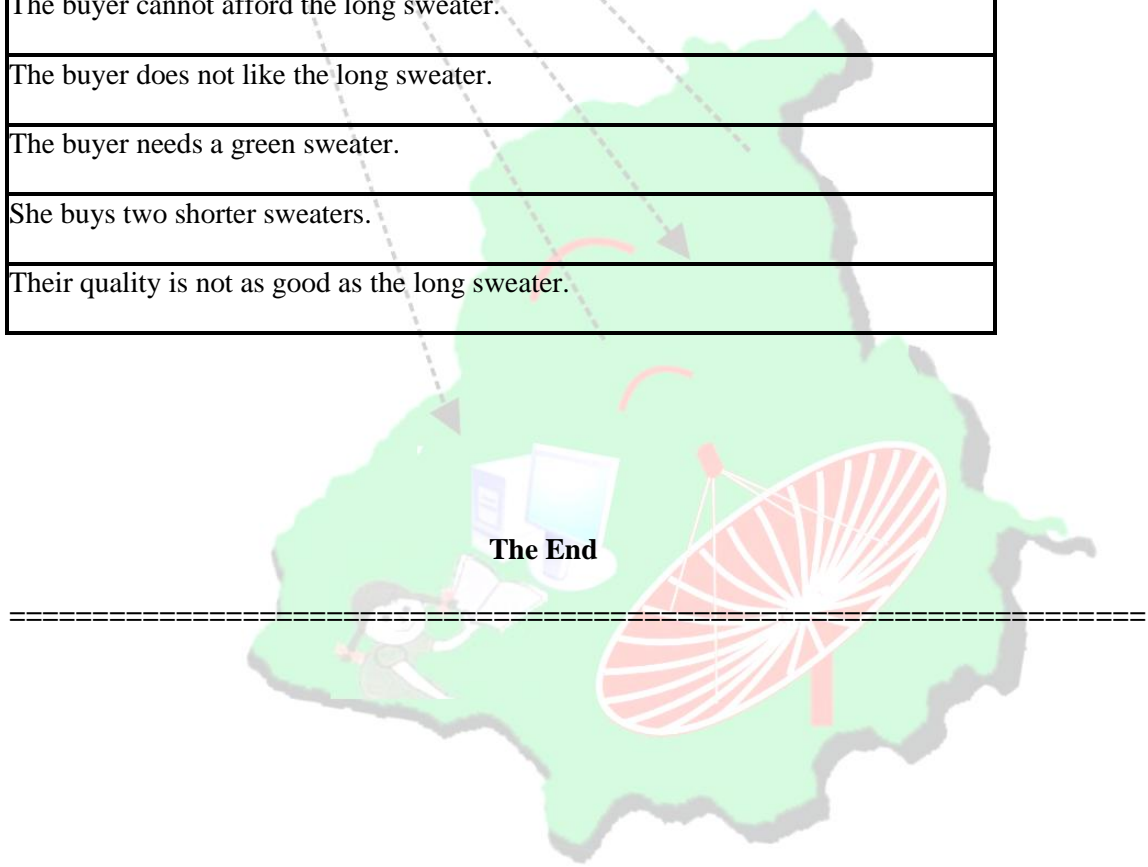 The buyer cannot afford the long sweater.
The buyer does not like the long sweater.
The buyer needs a green sweater.
She buys two shorter sweaters.
Their quality is not as good as the long sweater.
The End
=====================================================================